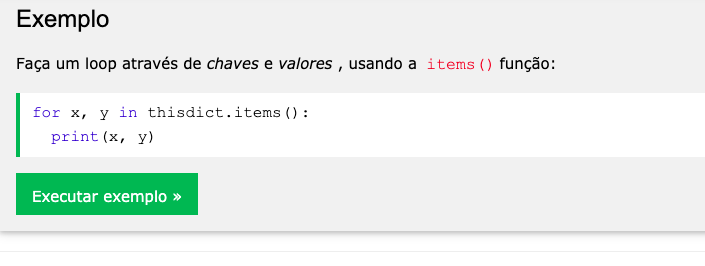 Exemplo
Faça um loop através de chaves e valores , usando a items() função:
for x, y in thisdict.items():
  print(x, y)
Executar exemplo »